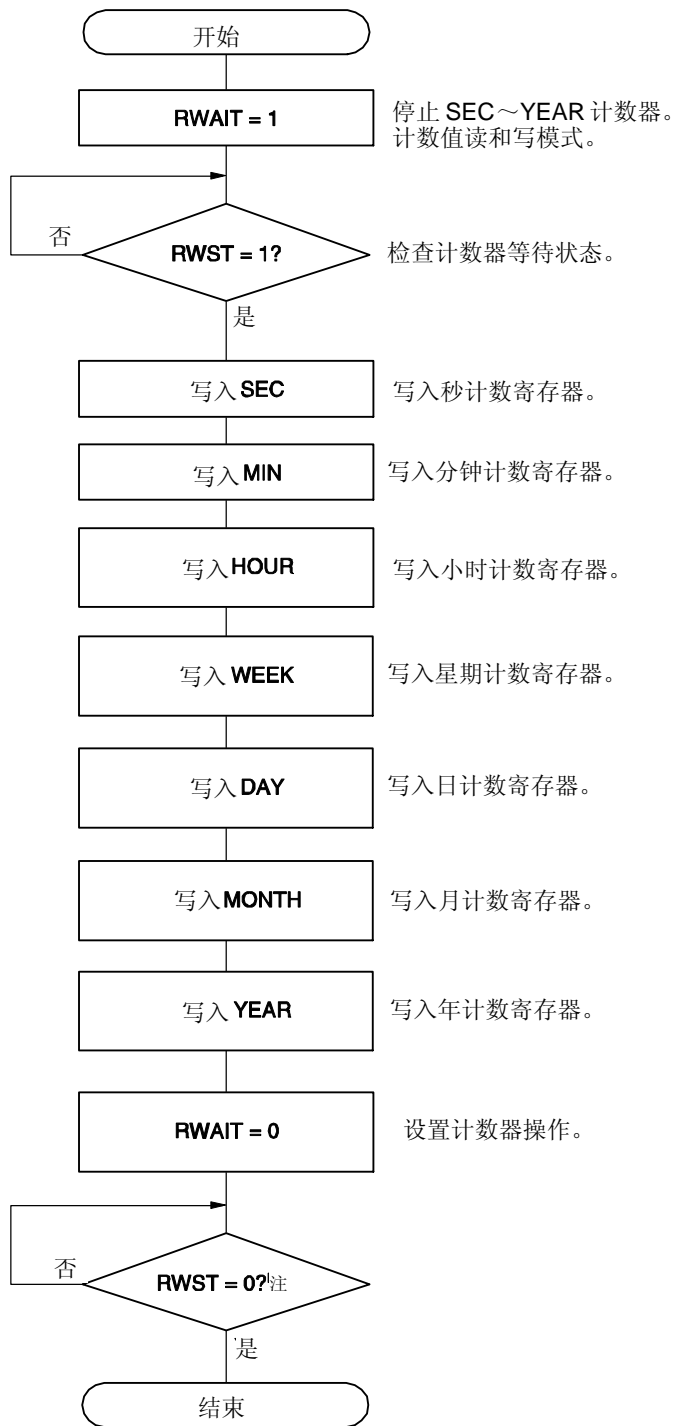 开始
RWAIT = 1
停止 SEC～YEAR 计数器。
计数值读和写模式。
否
RWST = 1?
检查计数器等待状态。
是
写入 SEC
写入秒计数寄存器。
写入 MIN
写入分钟计数寄存器。
写入 HOUR
写入小时计数寄存器。
写入 WEEK
写入星期计数寄存器。
写入 DAY
写入日计数寄存器。
写入 MONTH
写入月计数寄存器。
写入 YEAR
写入年计数寄存器。
RWAIT = 0
设置计数器操作。
否
RWST = 0?注
是
结束